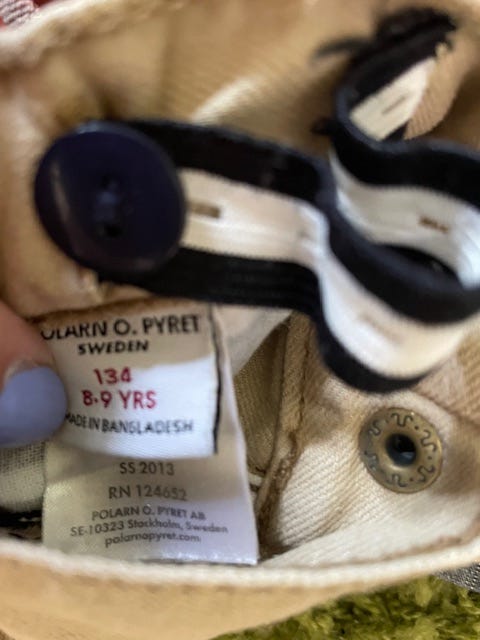 POLARN O. PYRET
SWEDEN
134
8-9 YRS
MADE IN BANGLADESH
SS 2013
RN 124652
POLARN O. PYRET AB
SE-10323 Stockholm, Sweden
polarnopyret.com